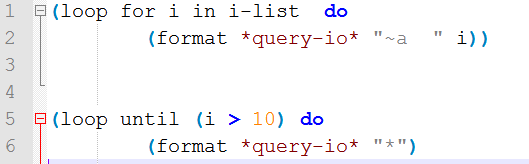 1 (loop for i in i-list  do
2         (format *query-io* "~a  " i))
3
4
5 (loop until (i > 10) do
6         (format *query-io* "*")